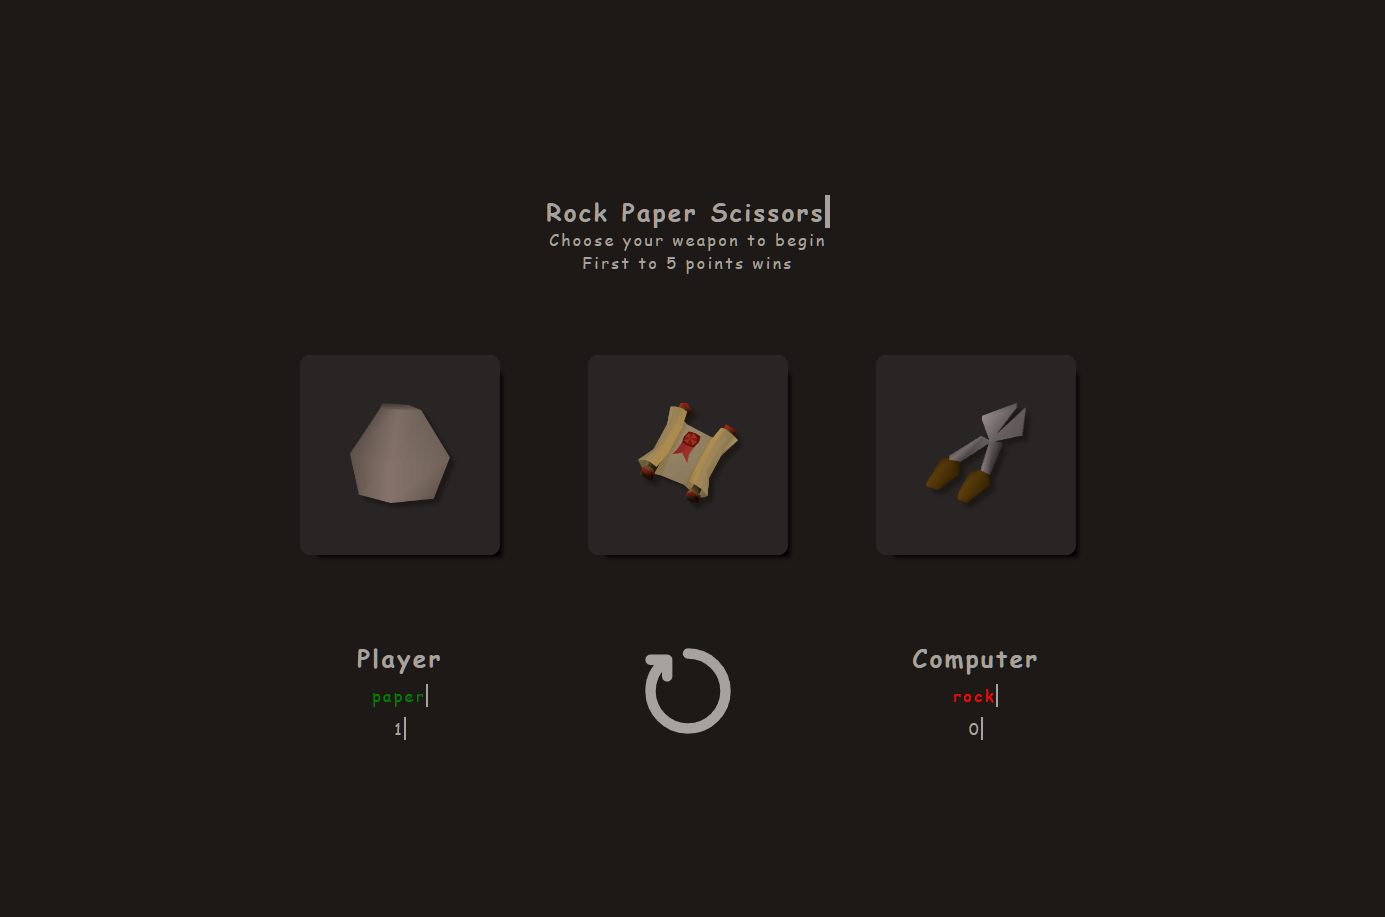 Rock Paper Scissors
Choose your weapon to begin
First to 5 points wins
Player
paper
1
Computer
rock
0